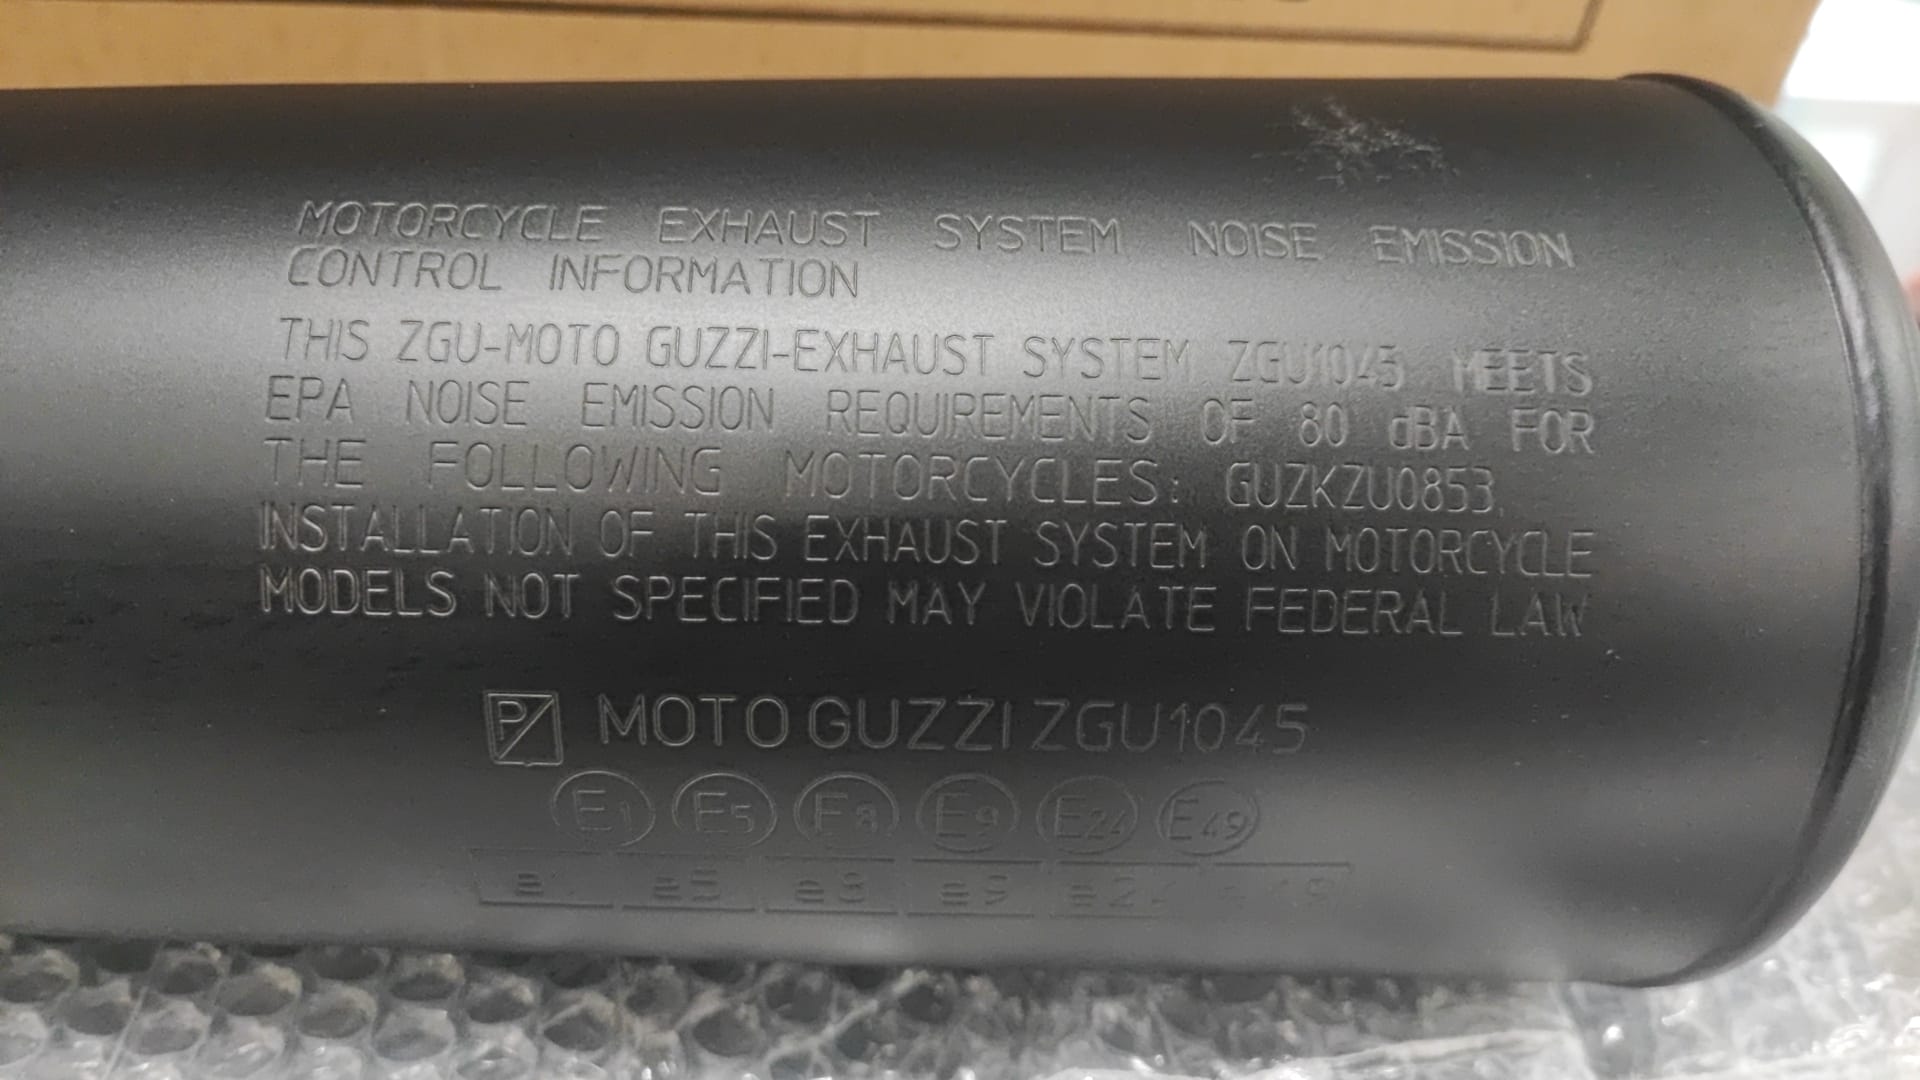 MOTORCYCLE EXHAUST SYSTEM NOISE EMISSION
CONTROL INFORMATION
THIS ZGU-MOTO GUZZI-EXHAUST SYSTEM ZGU1045 MEETS
EPA NOISE EMISSION REQUIREMENTS OF 80 dBA FOR
THE FOLLOWING MOTORCYCLES: GUZKZU0853.
INSTALLATION OF THIS EXHAUST SYSTEM ON MOTORCYCLE
MODELS NOT SPECIFIED MAY VIOLATE FEDERAL LAW
P MOTO GUZZI ZGU1045
E1 E5 E8 E9 E24 E49
e5 e8 e9